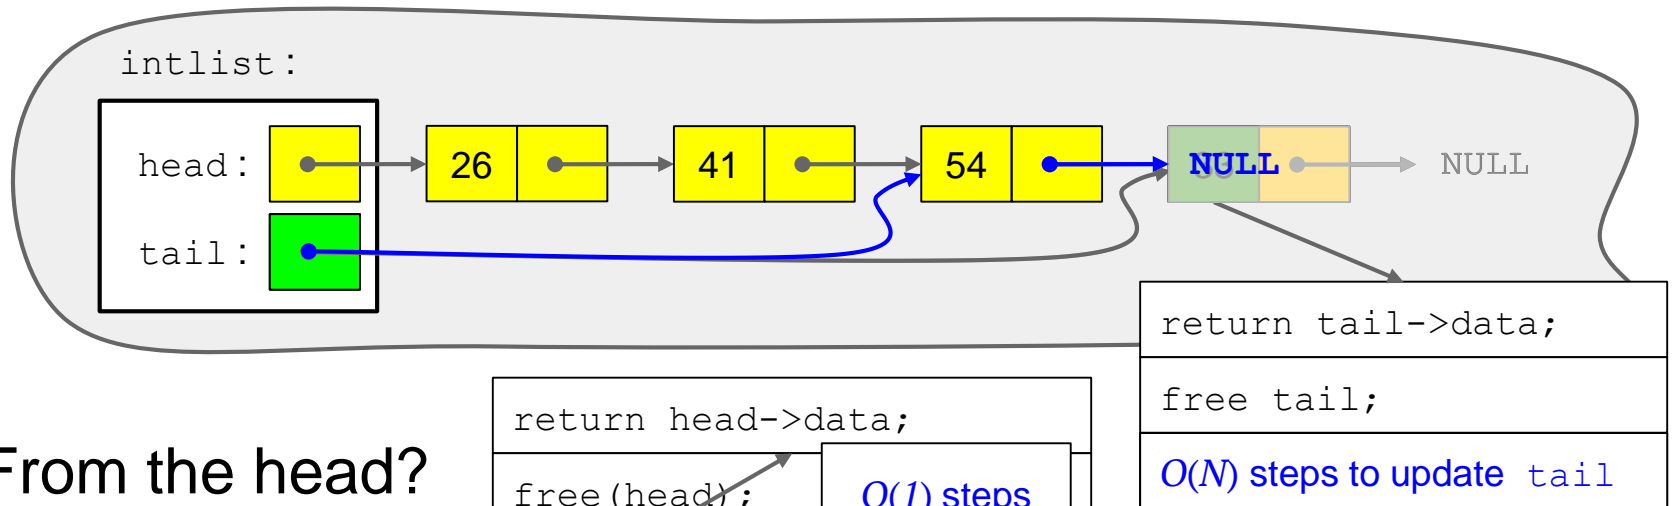 intlist:
head:
26
41
54
NULL
NULL
tail:
return tail->data;
free tail;
O(N) steps to update tail
return head->data;
From the head?
free(head);
O(1) steps